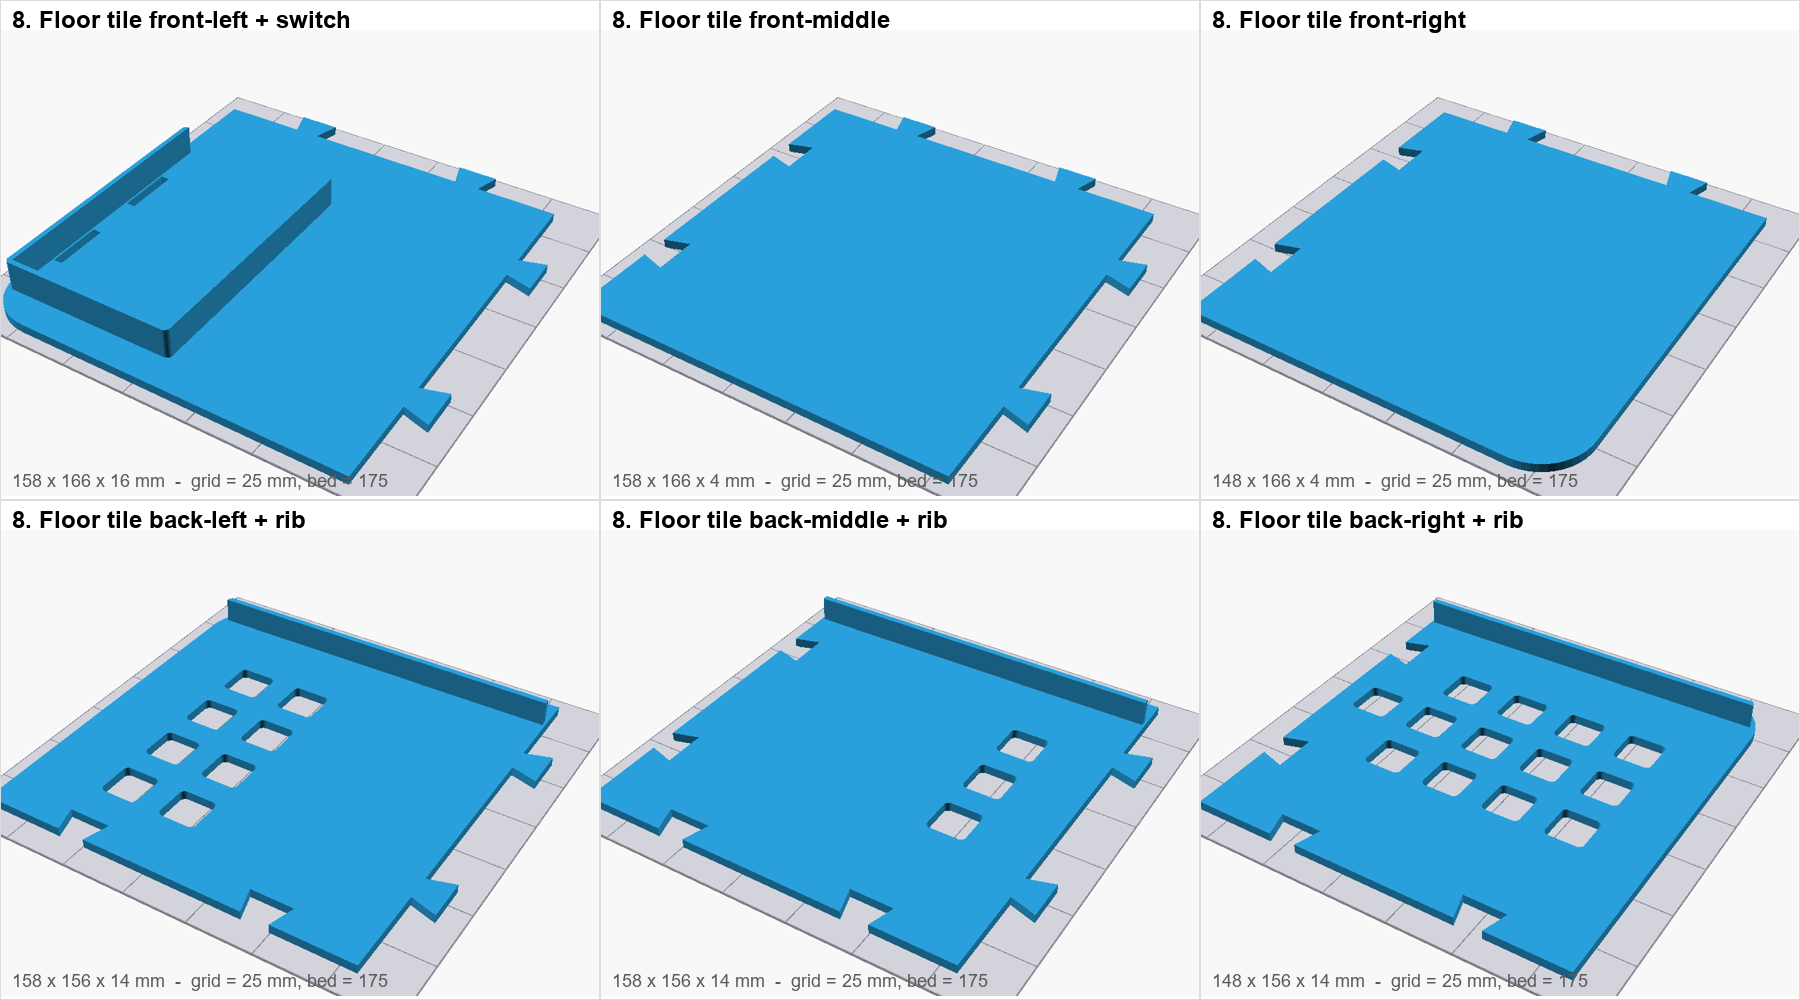 8. Floor tile front-left + switch
8. Floor tile front-middle
8. Floor tile front-right
158 x 166 x 16 mm - grid = 25 mm, bed = 175
158 x 166 x 4 mm - grid = 25 mm, bed = 175
148 x 166 x 4 mm - grid = 25 mm, bed = 175
8. Floor tile back-left + rib
8. Floor tile back-middle + rib
8. Floor tile back-right + rib
158 x 156 x 14 mm - grid = 25 mm, bed = 175
158 x 156 x 14 mm - grid = 25 mm, bed = 175
148 x 156 x 14 mm - grid = 25 mm, bed = 175